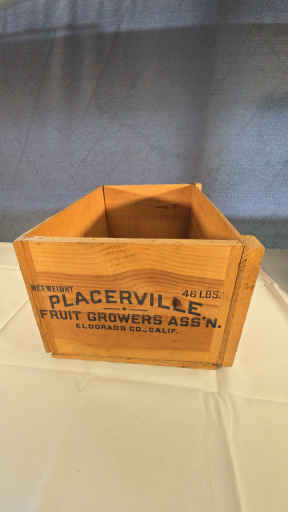 NET WEIGHT 46 LBS.
PLACERVILLE
FRUIT GROWERS ASS'N.
ELDORADO CO., CALIF.